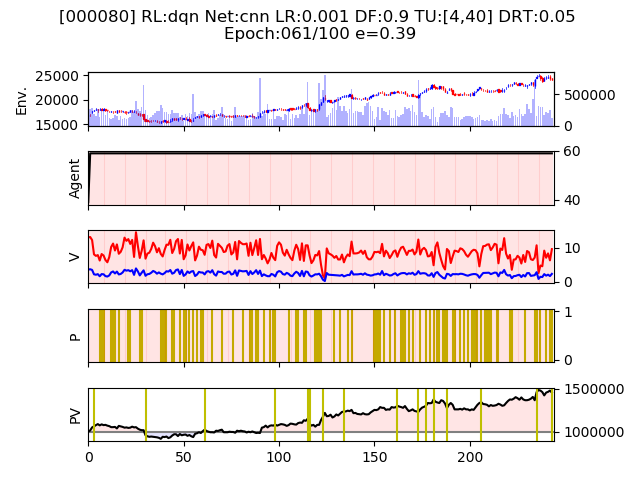 [000080] RL:dqn Net:cnn LR:0.001 DF:0.9 TU:[4,40] DRT:0.05
Epoch:061/100 e=0.39
Env.
25000
20000
15000
500000
0
Agent
60
40
V
10
0
P
1
0
PV
1500000
1000000
0 50 100 150 200